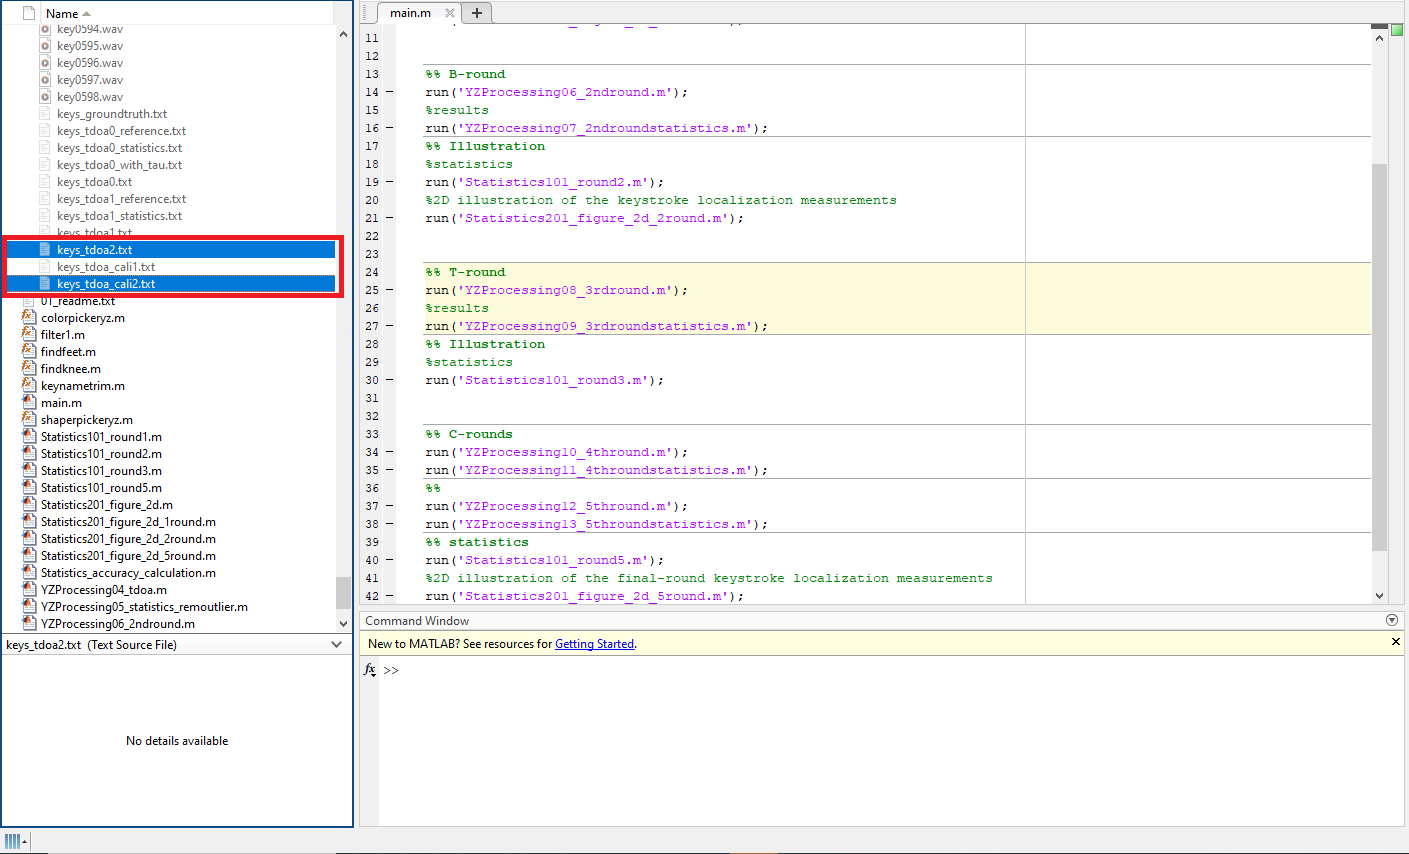 Name
key0594.wav
key0595.wav
key0596.wav
key0597.wav
key0598.wav
keys_groundtruth.txt
keys_tdoa0_reference.txt
keys_tdoa0_statistics.txt
keys_tdoa0_with_tau.txt
keys_tdoa0.txt
keys_tdoa1_reference.txt
keys_tdoa1_statistics.txt
keys_tdoa1.txt
keys_tdoa2.txt
keys_tdoa_cali1.txt
keys_tdoa_cali2.txt
01_readme.txt
colorpickeryz.m
filter1.m
findfeet.m
findknee.m
keynametrim.m
main.m
shaperpickeryz.m
Statistics101_round1.m
Statistics101_round2.m
Statistics101_round3.m
Statistics101_round5.m
Statistics201_figure_2d.m
Statistics201_figure_2d_1round.m
Statistics201_figure_2d_2round.m
Statistics201_figure_2d_5round.m
Statistics_accuracy_calculation.m
YZProcessing04_tdoa.m
YZProcessing05_statistics_remoutlier.m
YZProcessing06_2ndround.m
keys_tdoa2.txt (Text Source File)
No details available
main.m
11
12
13 %% B-round
14 – run('YZProcessing06_2ndround.m');
15 %results
16 – run('YZProcessing07_2ndroundstatistics.m');
17 %% Illustration
18 %statistics
19 – run('Statistics101_round2.m');
20 %2D illustration of the keystroke localization measurements
21 – run('Statistics201_figure_2d_2round.m');
22
23
24 %% T-round
25 – run('YZProcessing08_3rdround.m');
26 %results
27 – run('YZProcessing09_3rdroundstatistics.m');
28 %% Illustration
29 %statistics
30 – run('Statistics101_round3.m');
31
32
33 %% C-rounds
34 – run('YZProcessing10_4thround.m');
35 – run('YZProcessing11_4throundstatistics.m');
36 %%
37 – run('YZProcessing12_5thround.m');
38 – run('YZProcessing13_5throundstatistics.m');
39 %% statistics
40 – run('Statistics101_round5.m');
41 %2D illustration of the final-round keystroke localization measurements
42 – run('Statistics201_figure_2d_5round.m');
Command Window
New to MATLAB? See resources for Getting Started.
fx >>